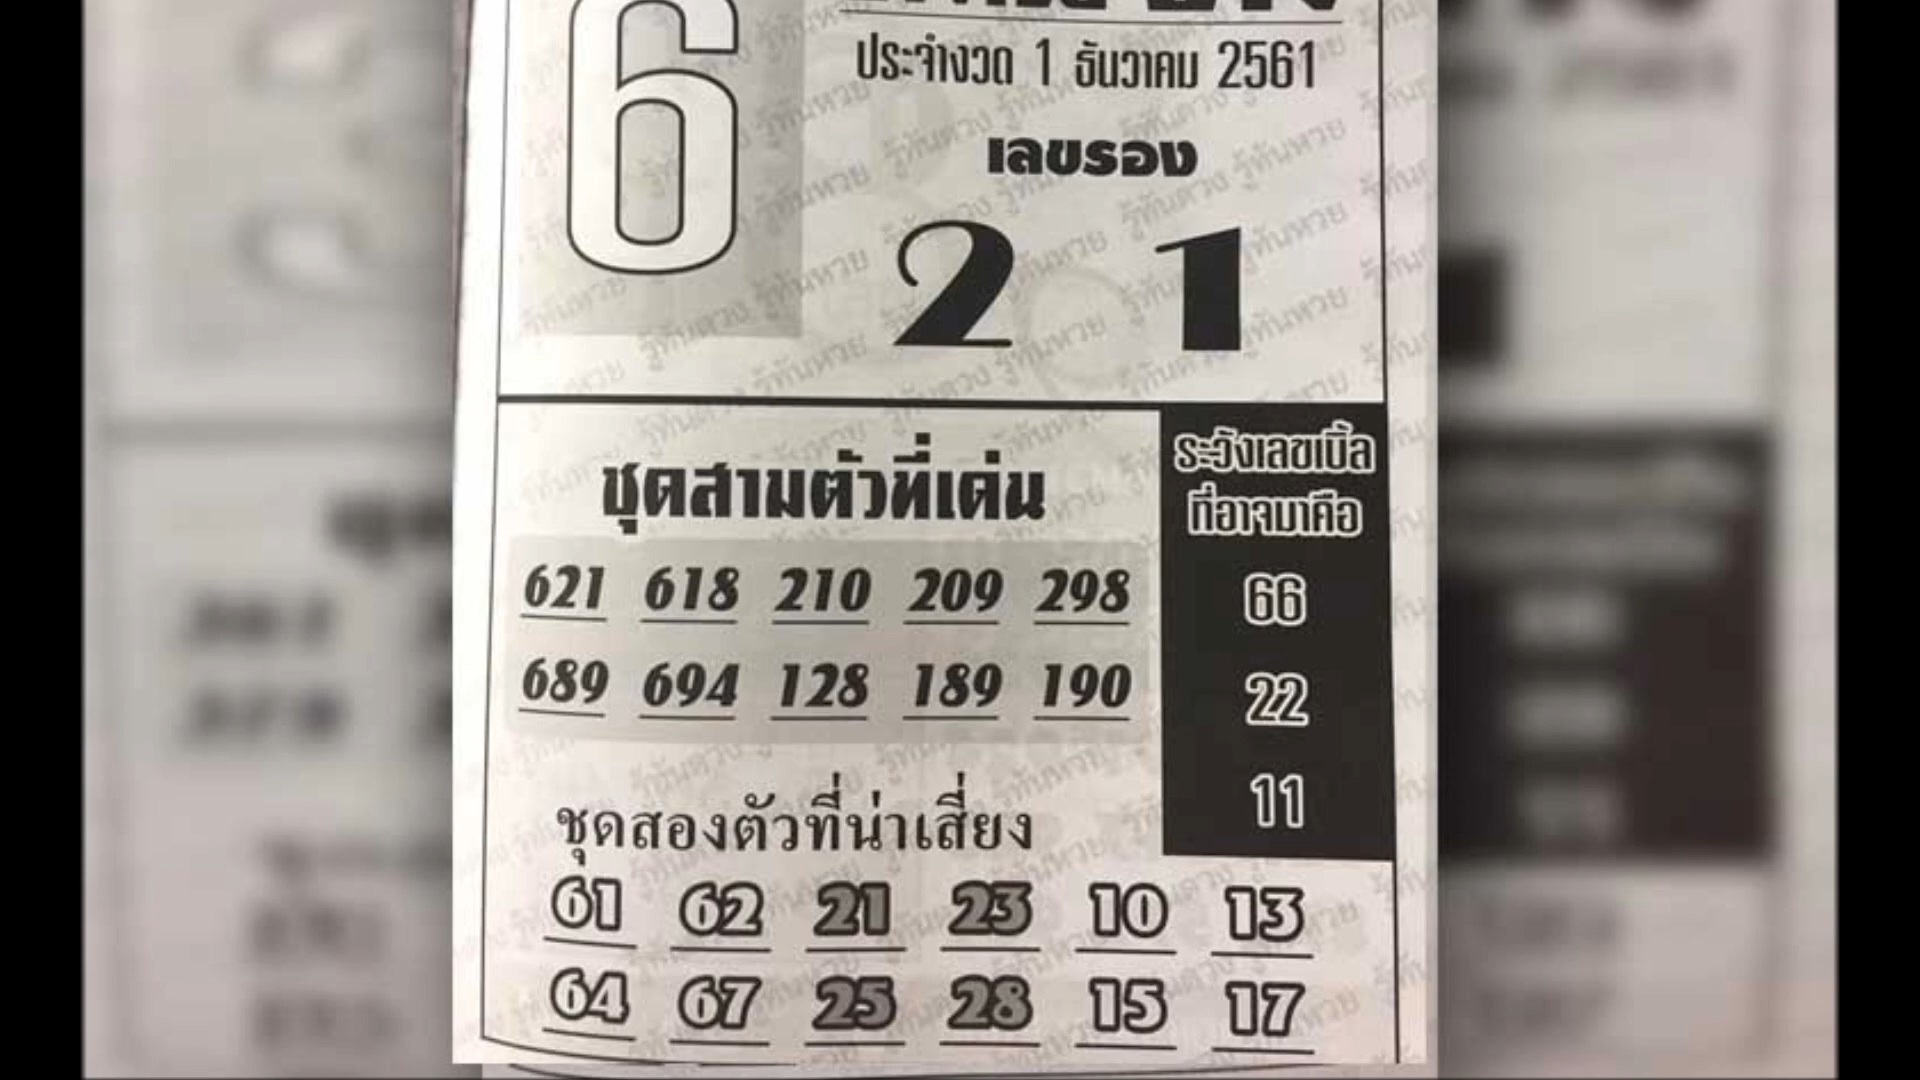 6
ประจำงวด 1 ธันวาคม 2561
เลขรอง
2 1
ชุดสามตัวที่เด่น
621 618 210 209 298
689 694 128 189 190
ระวังเลขเบิ้ล
ที่อาจมาคือ
66
22
11
ชุดสองตัวที่น่าเสี่ยง
61 62 21 23 10 13
64 67 25 28 15 17